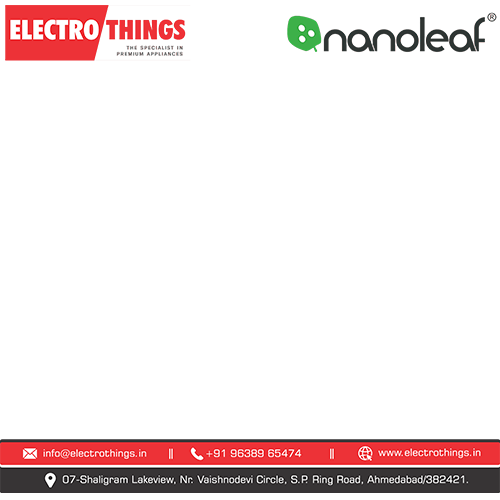 ELECTRO THINGS
THE SPECIALIST IN
PREMIUM APPLIANCES
nanoleaf®
info@electrothings.in || +91 96389 65474 || www.electrothings.in
07-Shaligram Lakeview, Nr. Vaishnodevi Circle, S.P. Ring Road, Ahmedabad/382421.